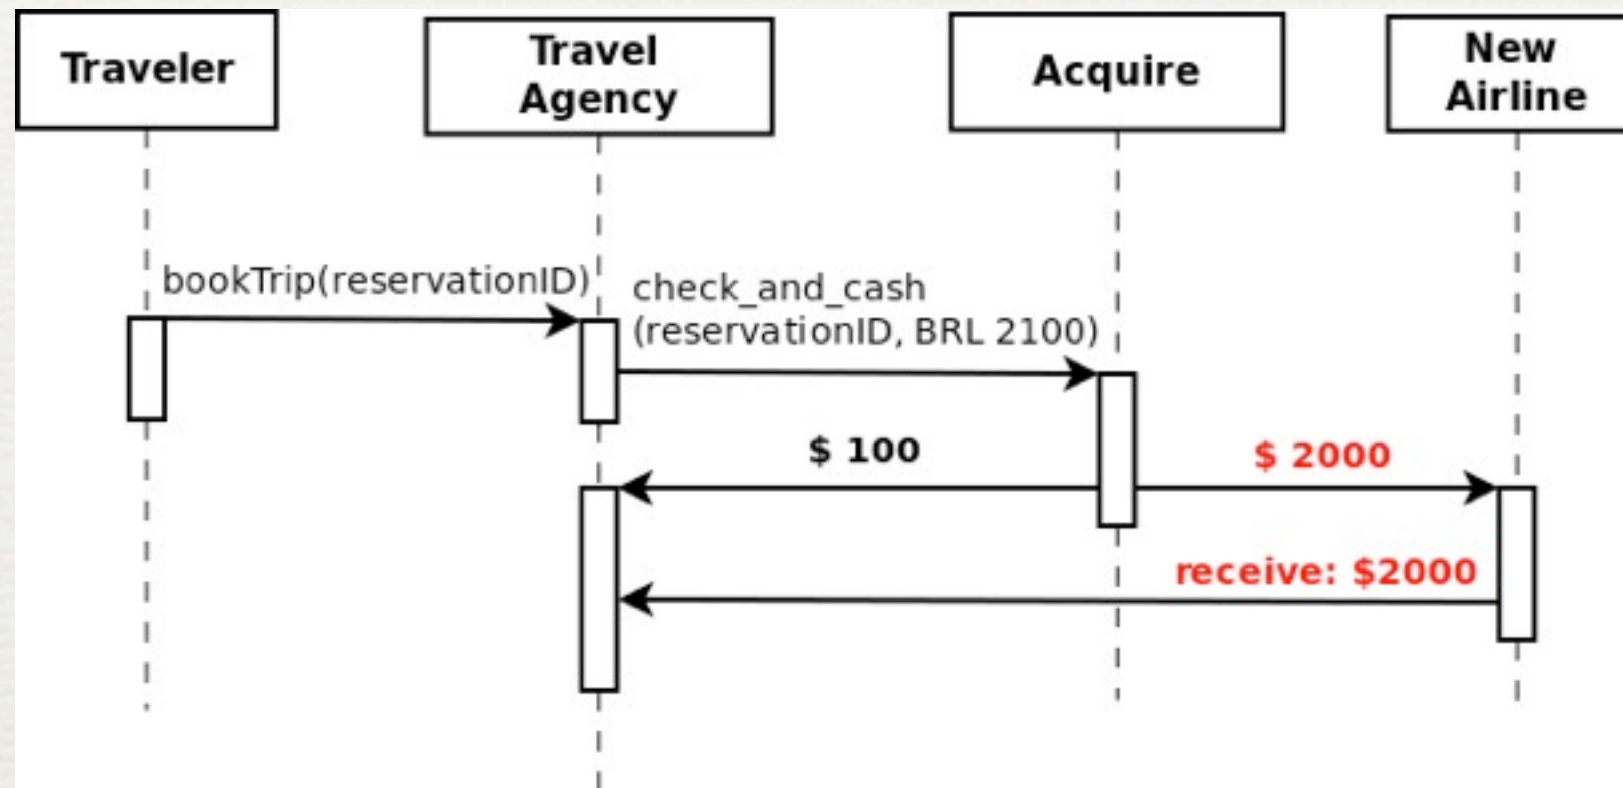 Traveler
Travel
Agency
Acquire
New
Airline
bookTrip(reservationID)
check_and_cash
(reservationID, BRL 2100)
$ 100
$ 2000
receive: $2000